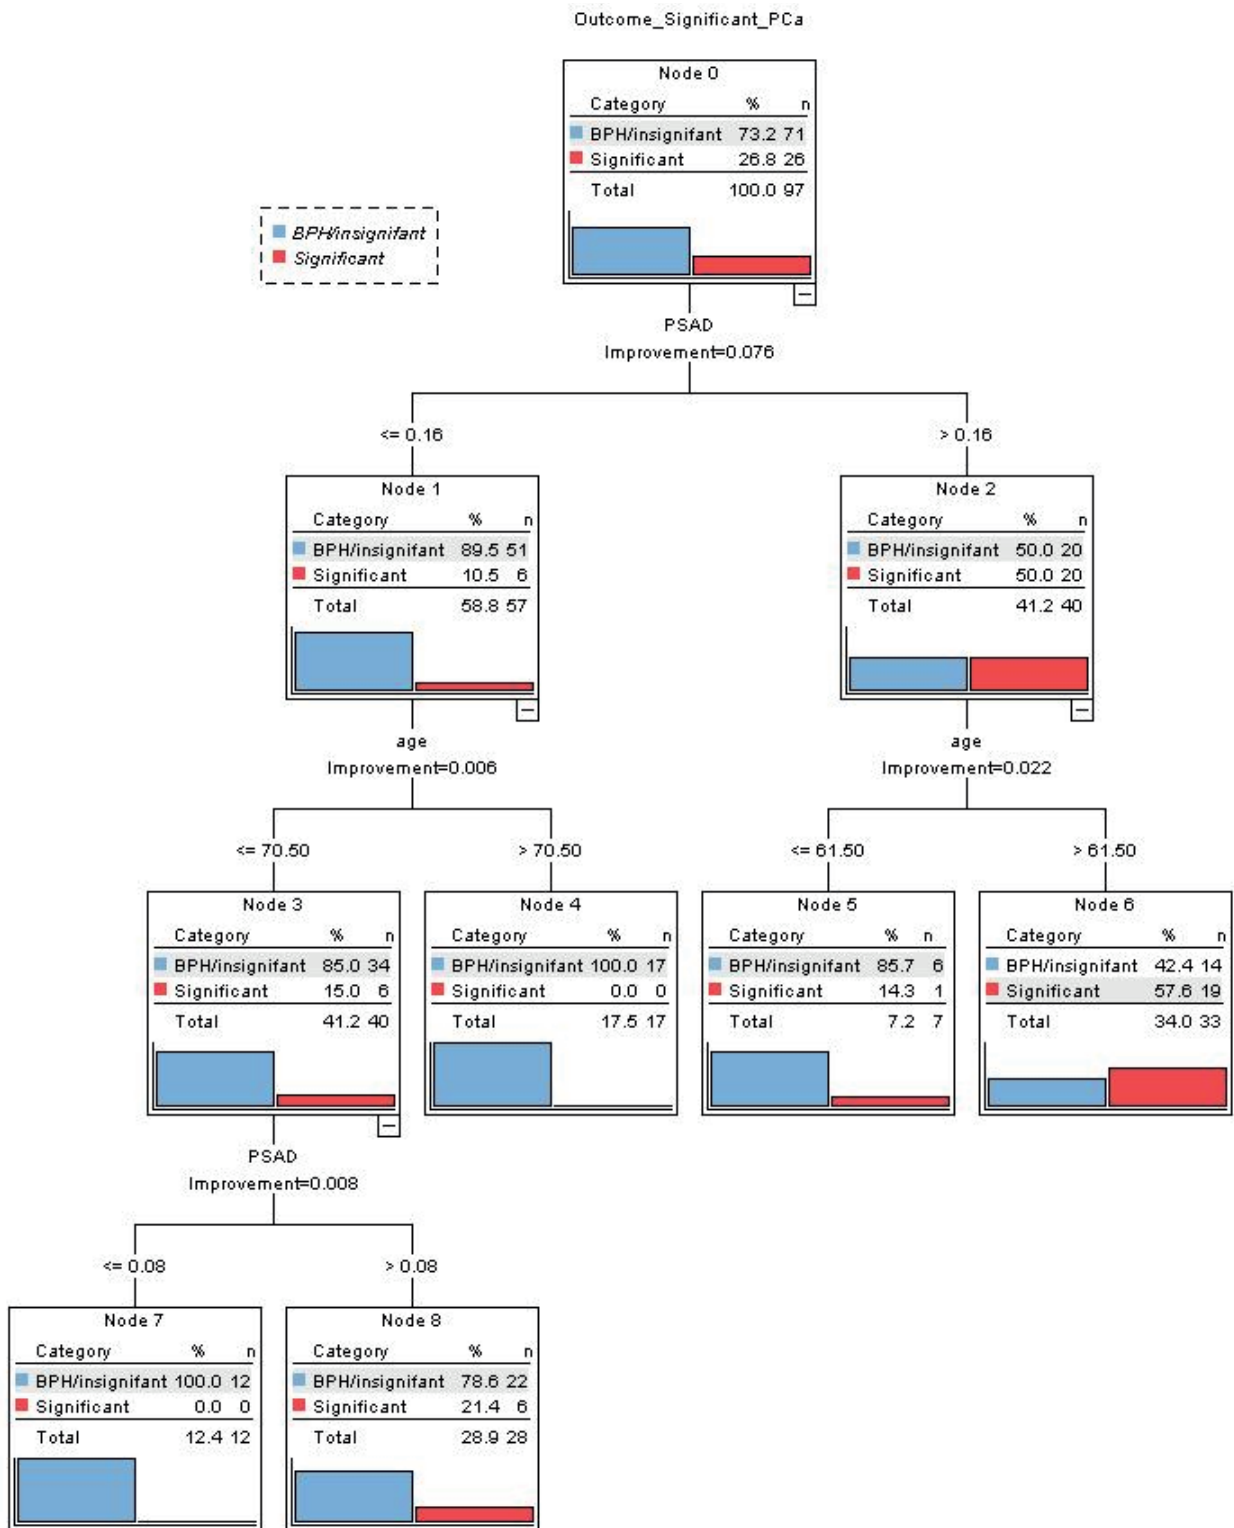 Outcome_Significant_PCa
Node 0
Category % n
BPH/insignifant 73.2 71
Significant 26.8 26
Total 100.0 97
BPH/insignifant
Significant
PSAD
Improvement=0.076
<= 0.16
> 0.16
Node 1
Category % n
BPH/insignifant 89.5 51
Significant 10.5 6
Total 58.8 57
Node 2
Category % n
BPH/insignifant 50.0 20
Significant 50.0 20
Total 41.2 40
age
Improvement=0.006
age
Improvement=0.022
<= 70.50
> 70.50
<= 61.50
> 61.50
Node 3
Category % n
BPH/insignifant 85.0 34
Significant 15.0 6
Total 41.2 40
Node 4
Category % n
BPH/insignifant 100.0 17
Significant 0.0 0
Total 17.5 17
Node 5
Category % n
BPH/insignifant 85.7 6
Significant 14.3 1
Total 7.2 7
Node 6
Category % n
BPH/insignifant 42.4 14
Significant 57.6 19
Total 34.0 33
PSAD
Improvement=0.008
<= 0.08
> 0.08
Node 7
Category % n
BPH/insignifant 100.0 12
Significant 0.0 0
Total 12.4 12
Node 8
Category % n
BPH/insignifant 78.6 22
Significant 21.4 6
Total 28.9 28